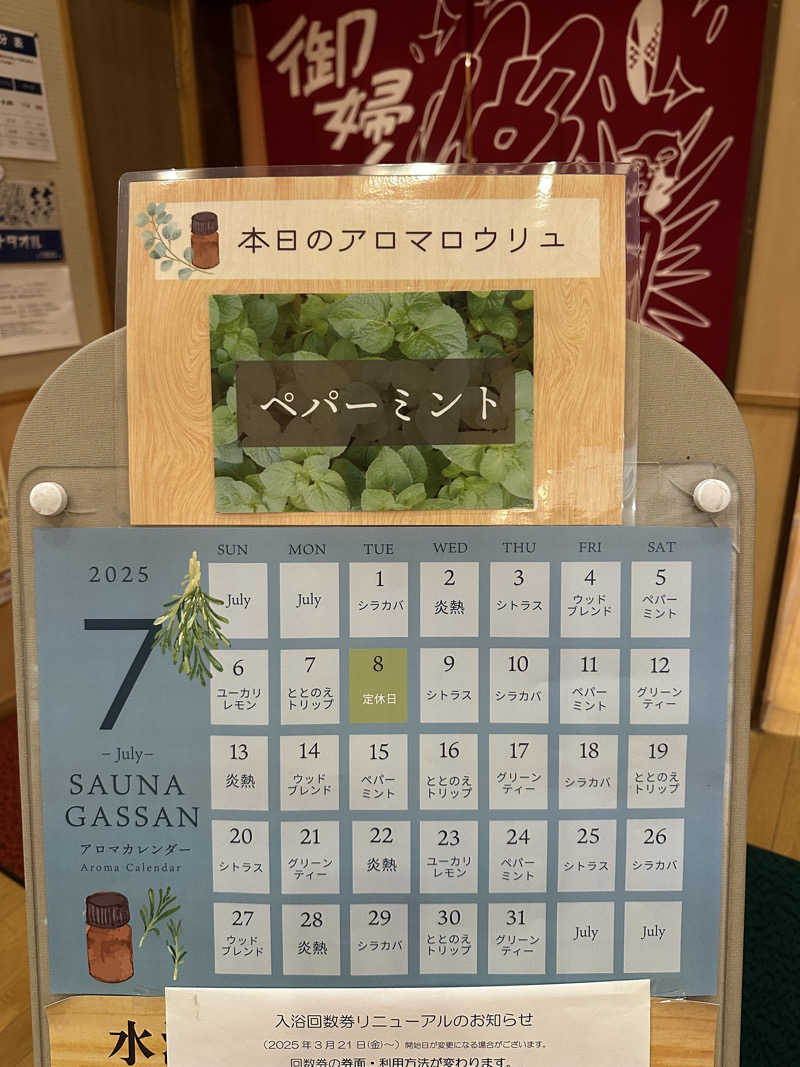 御婦
本日のアロマロウリュ
ペパーミント
タオル
2025
7
– July –
SAUNA
GASSAN
アロマカレンダー
Aroma Calendar
SUN MON TUE WED THU FRI SAT
July July 1 2 3 4 5
シラカバ 炎熱 シトラス ウッド ペパー
ブレンド ミント
6 7 8 9 10 11 12
ユーカリ ととのえ 定休日 シトラス シラカバ ペパー グリーン
レモン トリップ ミント ティー
13 14 15 16 17 18 19
炎熱 ウッド ペパー ととのえ グリーン シラカバ ととのえ
ブレンド ミント トリップ ティー トリップ
20 21 22 23 24 25 26
シトラス グリーン 炎熱 ユーカリ ペパー シトラス シラカバ
ティー レモン ミント
27 28 29 30 31 July July
ウッド 炎熱 シラカバ ととのえ グリーン
ブレンド トリップ ティー
水
入浴回数券リニューアルのお知らせ
(2025年3月21日(金)~) 開始日が変更になる場合がございます。
回数券の券面・利用方法が変わります。